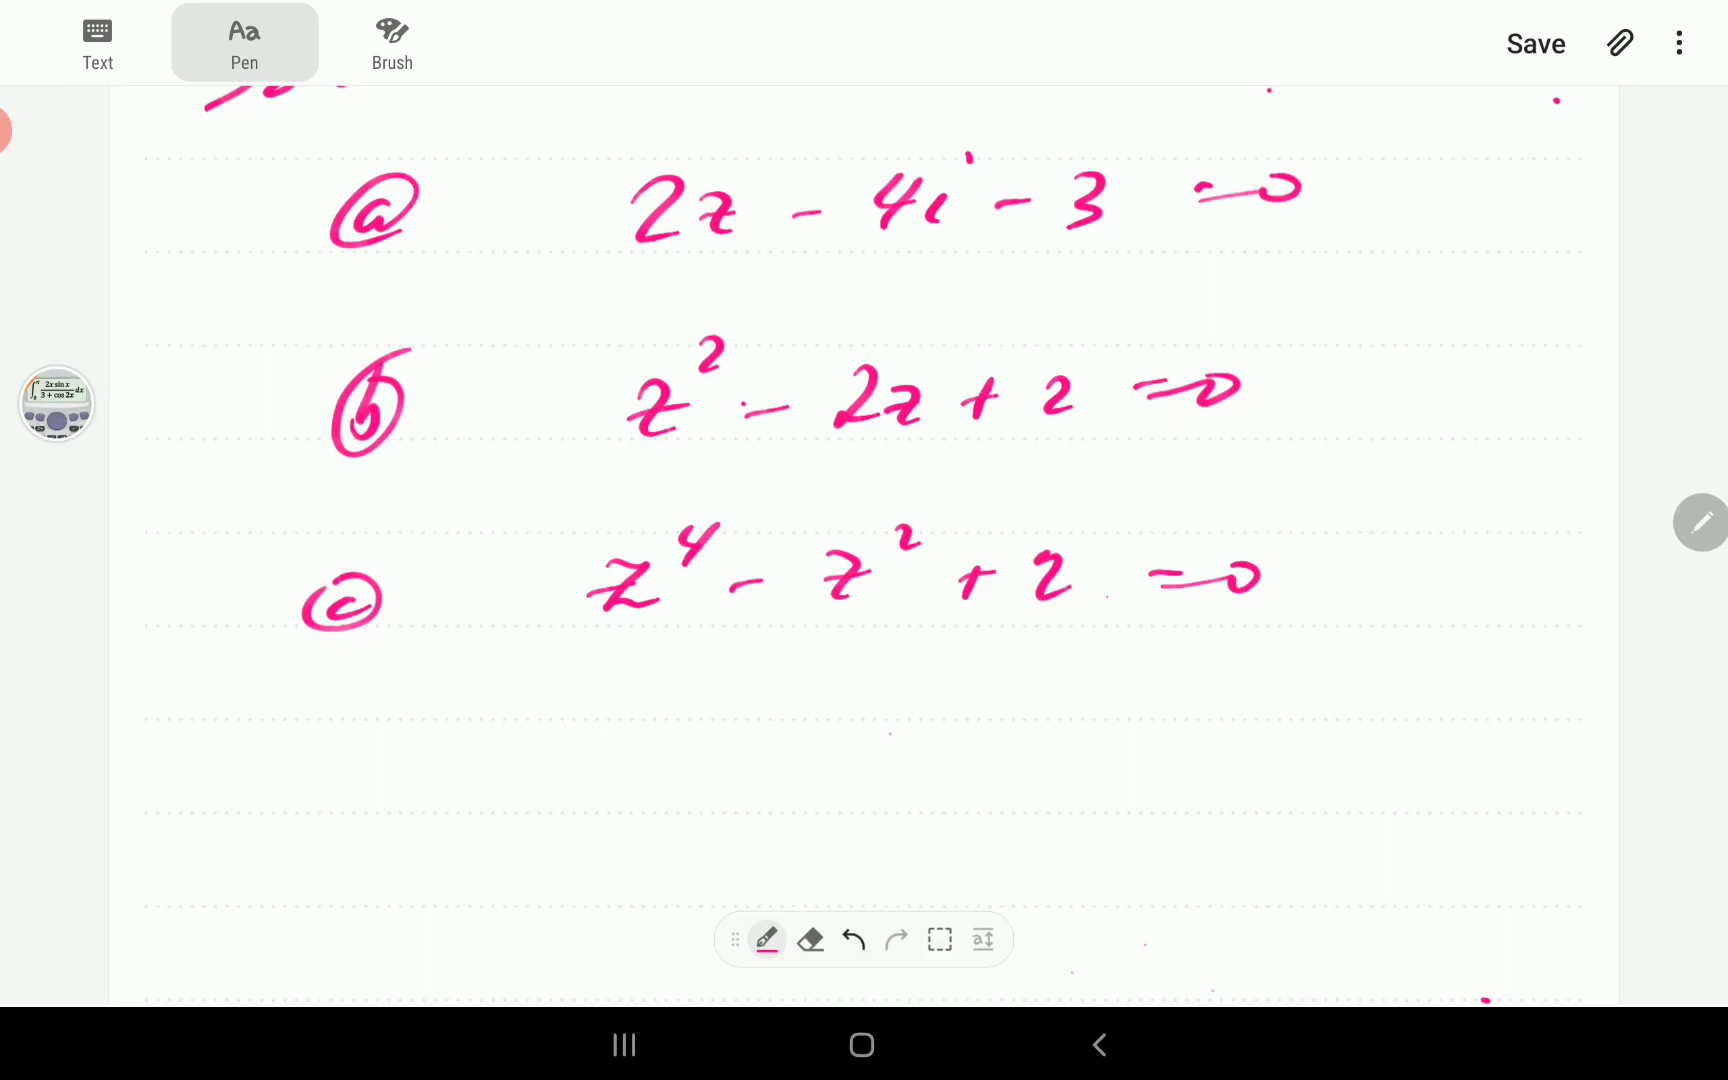 Text Pen Brush Save
ⓐ 2z - 4i - 3 = 0
ⓑ z² - 2z + 2 = 0
ⓒ z⁴ - z² + 2 = 0